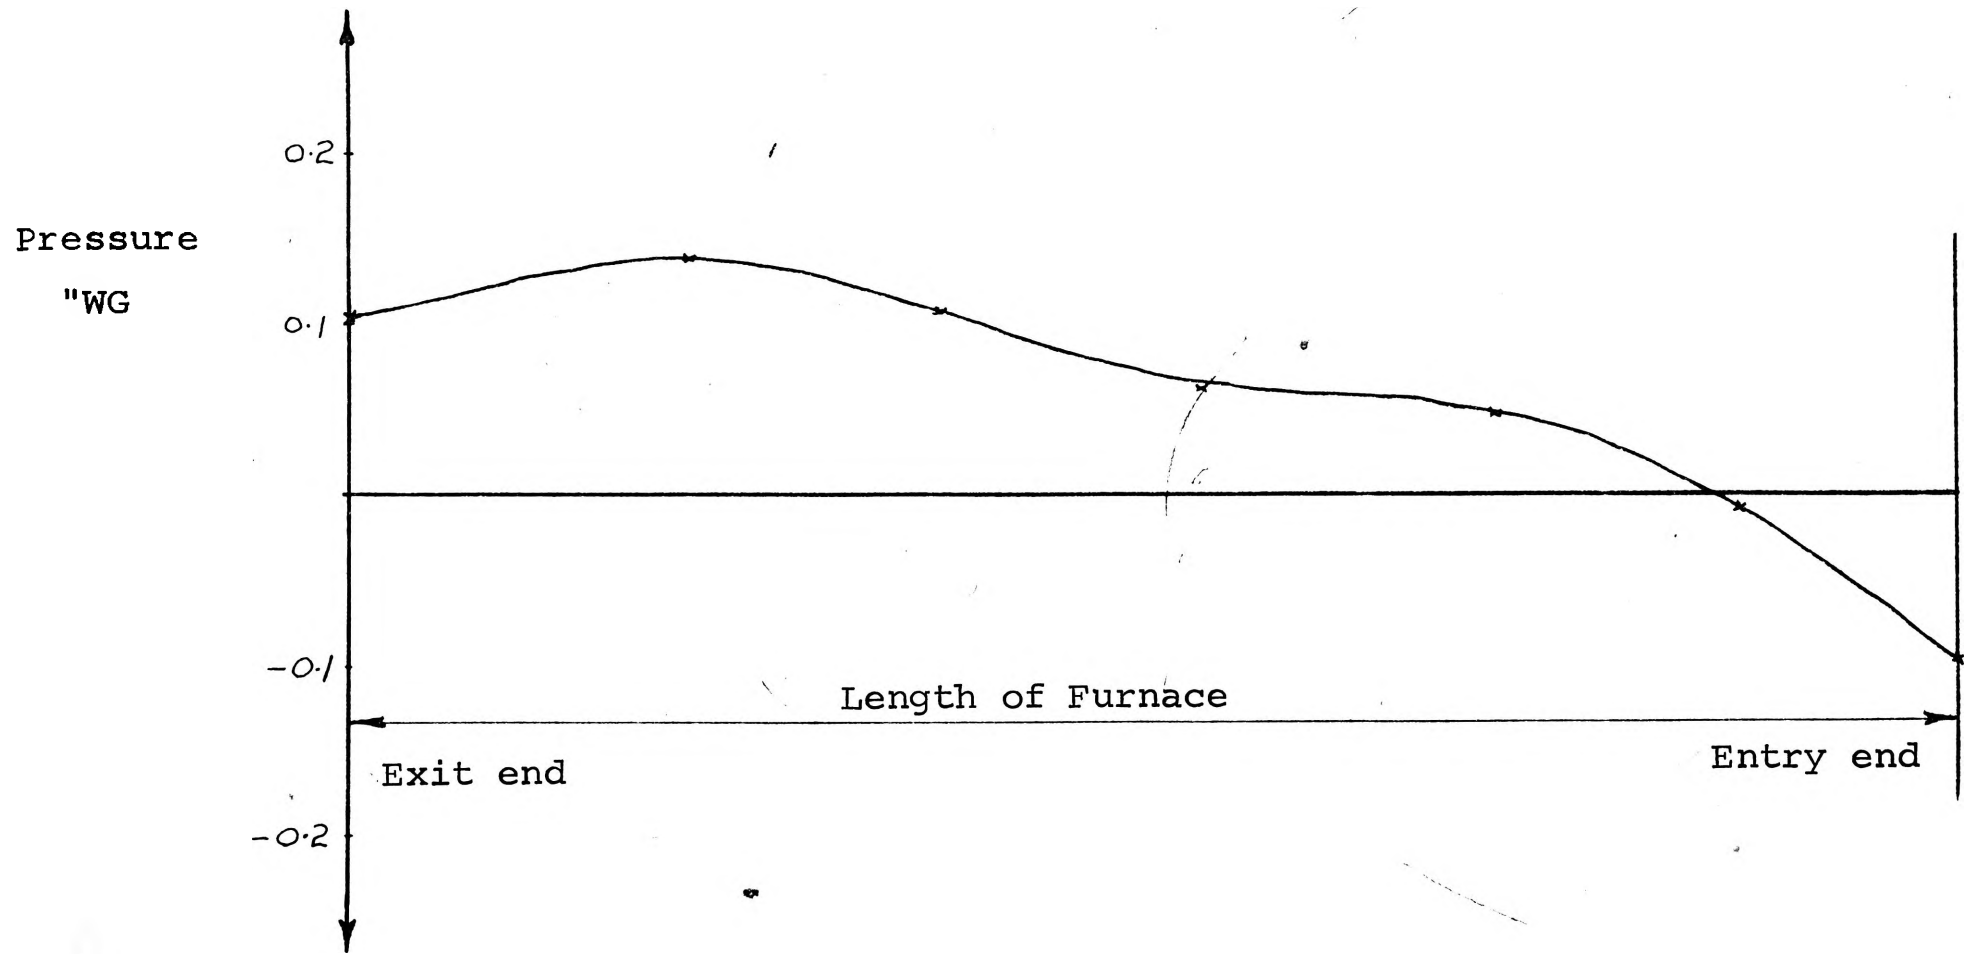 0.2
Pressure
"WG
0.1
-0.1
Length of Furnace
Exit end
Entry end
-0.2